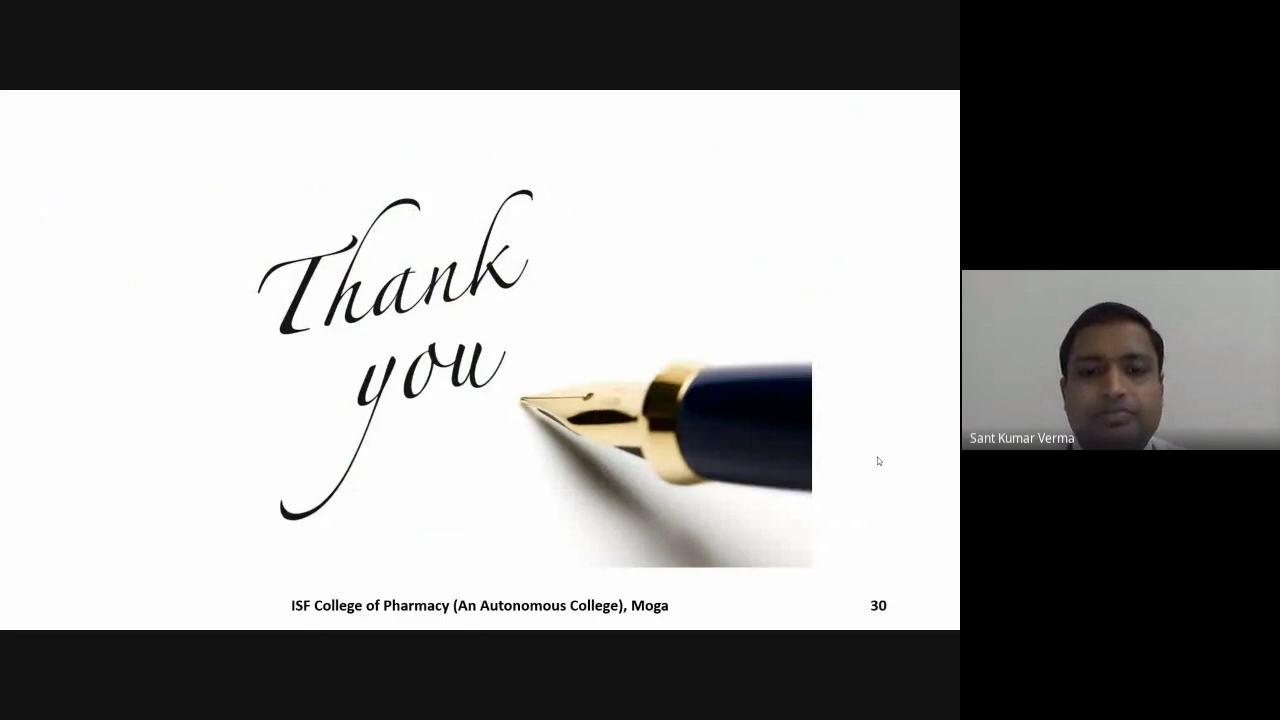 Thank
you
Sant Kumar Verma
ISF College of Pharmacy (An Autonomous College), Moga
30